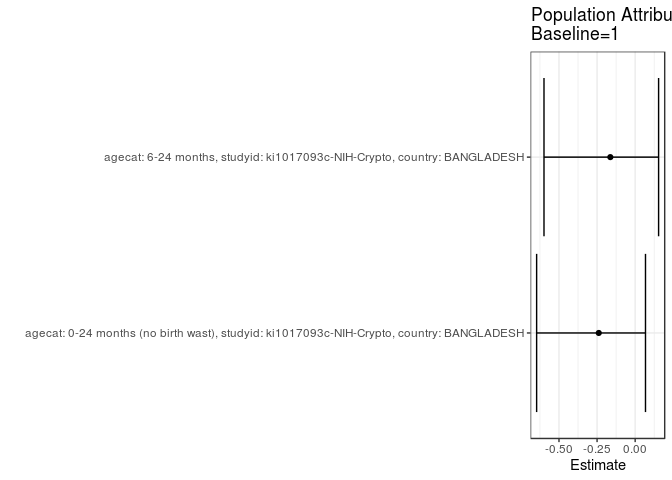 Population Attribu
Baseline=1
agecat: 6-24 months, studyid: ki1017093c-NIH-Crypto, country: BANGLADESH
agecat: 0-24 months (no birth wast), studyid: ki1017093c-NIH-Crypto, country: BANGLADESH
-0.50 -0.25 0.00
Estimate